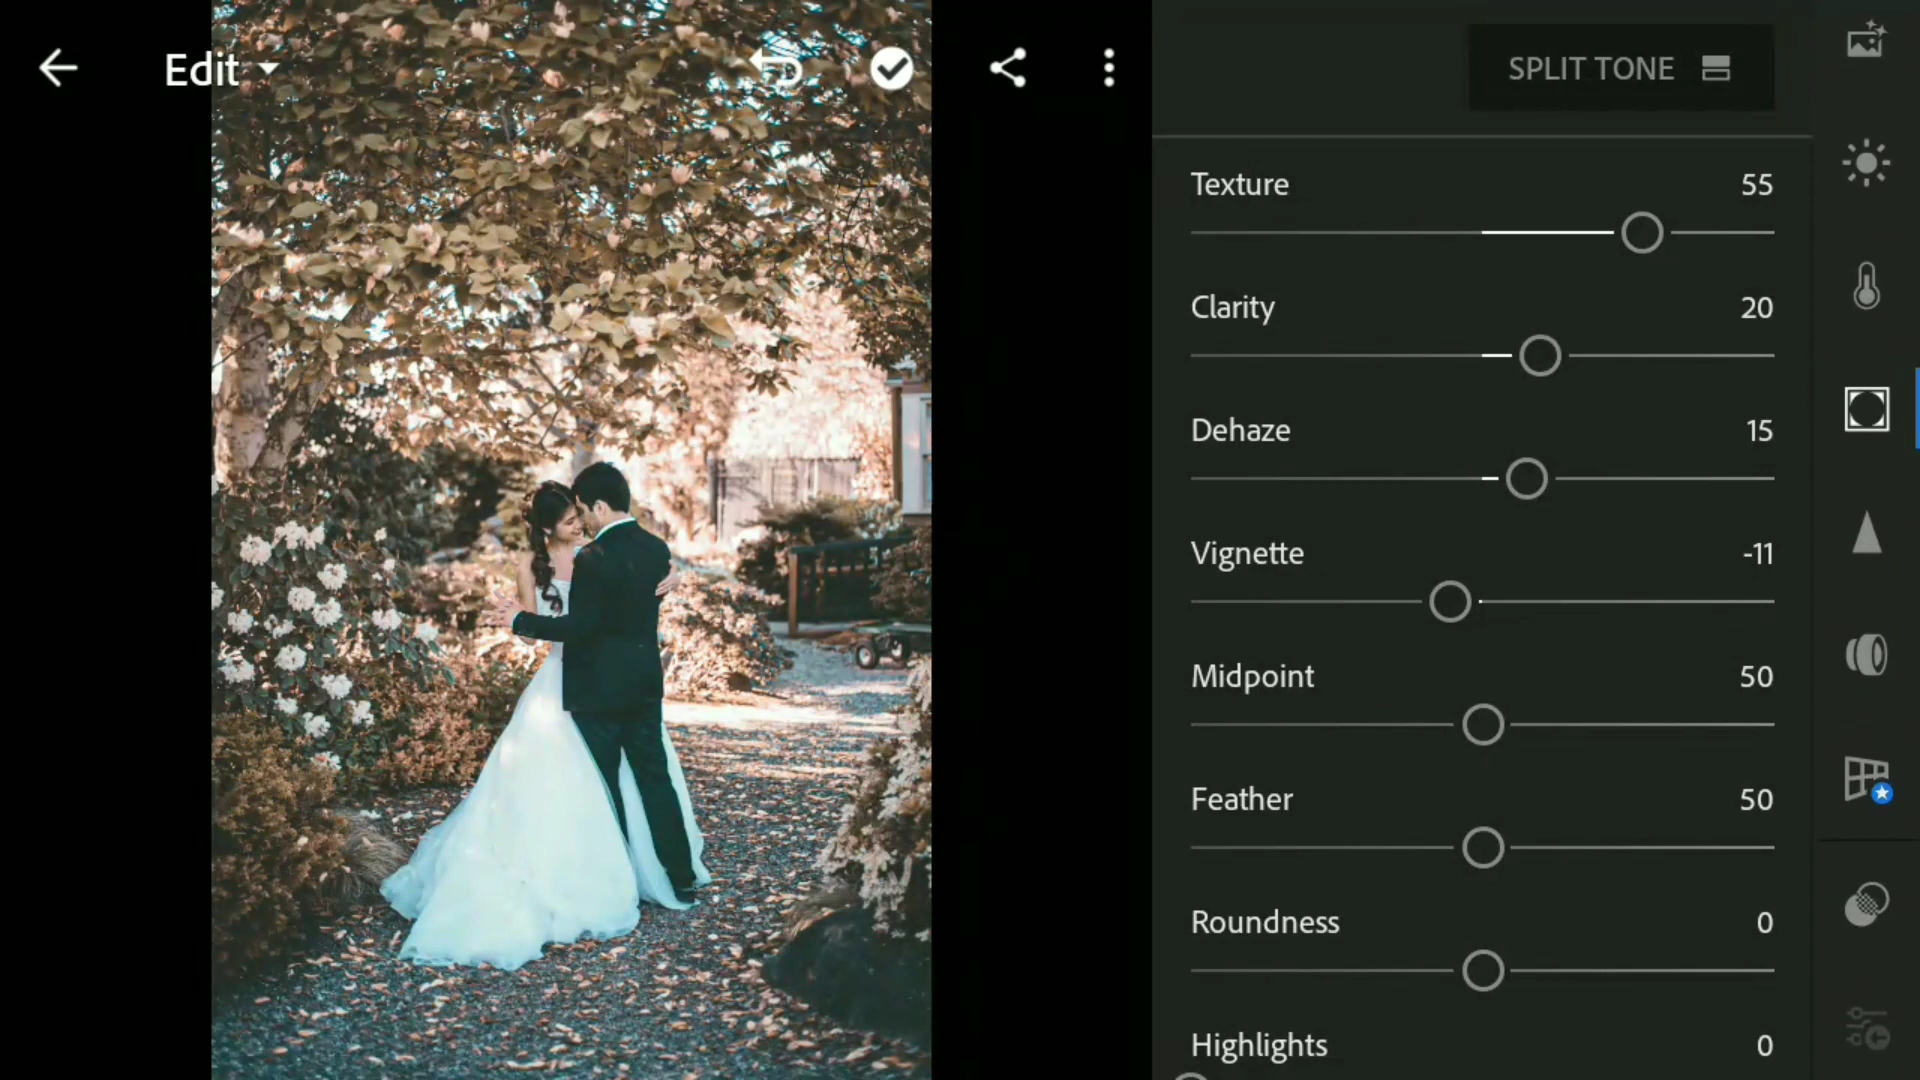 Edit
SPLIT TONE
Texture 55
Clarity 20
Dehaze 15
Vignette -11
Midpoint 50
Feather 50
Roundness 0
Highlights 0